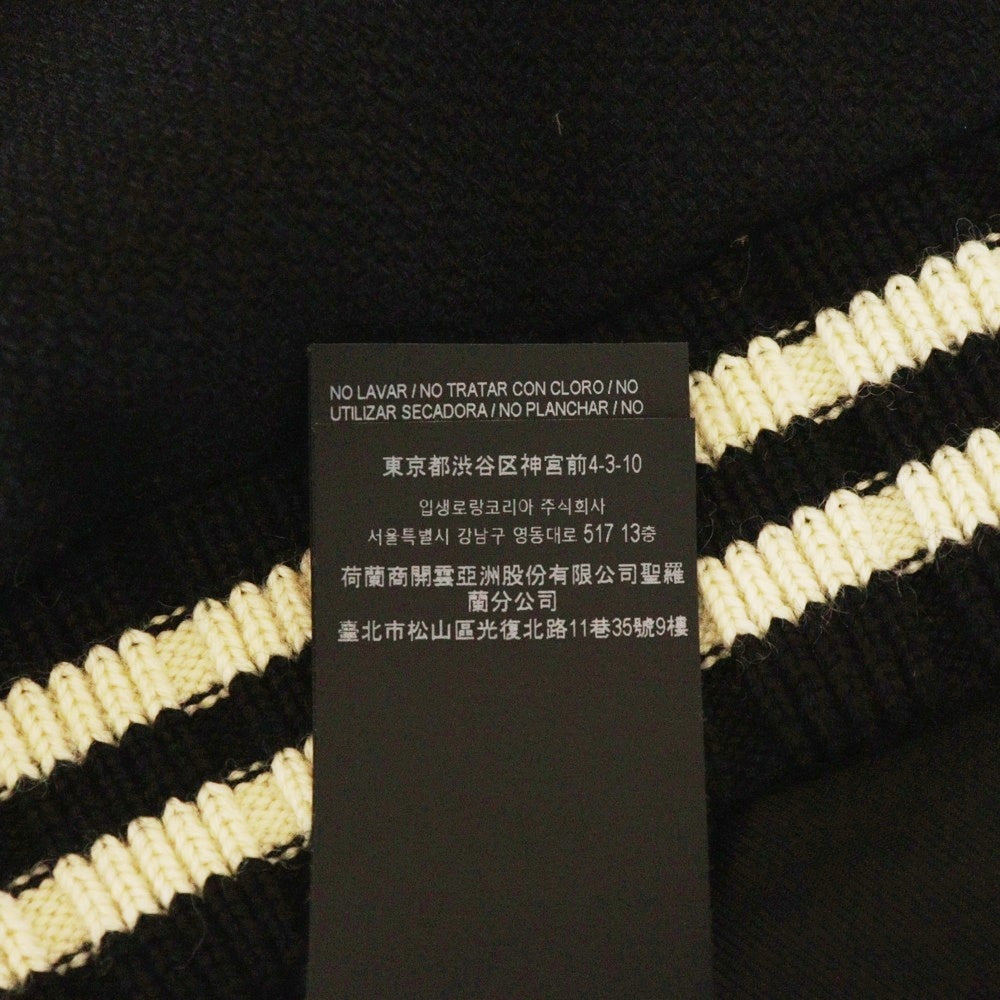 NO LAVAR / NO TRATAR CON CLORO / NO
UTILIZAR SECADORA / NO PLANCHAR / NO
東京都渋谷区神宮前4-3-10
입생로랑코리아 주식회사
서울특별시 강남구 영동대로 517 13층
荷蘭商開雲亞洲股份有限公司聖羅
蘭分公司
臺北市松山區光復北路11巷35號9樓